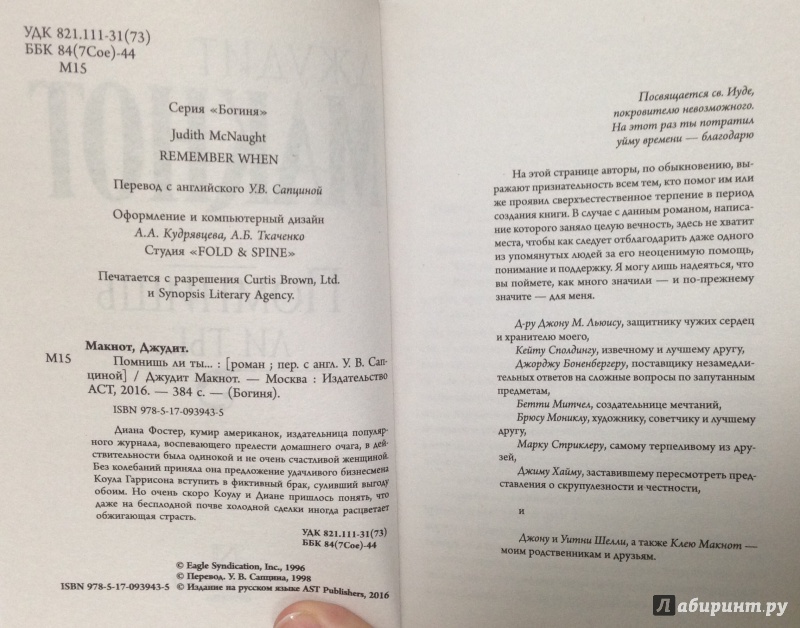 УДК 821.111-31(73)
ББК 84(7Сое)-44
М15
Серия «Богиня»
Judith McNaught
REMEMBER WHEN
Перевод с английского У.В. Сапциной
Оформление и компьютерный дизайн
А.А. Кудрявцева, А.Б. Ткаченко
Студия «FOLD & SPINE»
Печатается с разрешения Curtis Brown, Ltd.
и Synopsis Literary Agency.
Макнот, Джудит.
М15 Помнишь ли ты... : [роман ; пер. с англ. У. В. Сап-
циной] / Джудит Макнот. — Москва : Издательство
АСТ, 2016. — 384 с. — (Богиня).
ISBN 978-5-17-093943-5
Диана Фостер, кумир американок, издательница популяр-
ного журнала, воспевающего прелести домашнего очага, в дей-
ствительности была одинокой и не очень счастливой женщиной.
Без колебаний приняла она предложение удачливого бизнесмена
Коула Гаррисона вступить в фиктивный брак, суливший выгоду
обоим. Но очень скоро Коулу и Диане пришлось понять, что
даже на бесплодной почве холодной сделки иногда расцветает
обжигающая страсть.
УДК 821.111-31(73)
ББК 84(7Сое)-44
© Eagle Syndication, Inc., 1996
© Перевод. У. В. Сапцина, 1998
ISBN 978-5-17-093943-5 © Издание на русском языке AST Publishers, 2016
Посвящается св. Иуде,
покровителю невозможного.
На этот раз ты потратил
уйму времени — благодарю
На этой странице авторы, по обыкновению, вы-
ражают признательность всем тем, кто помог им или
же проявил сверхъестественное терпение в период
создания книги. В случае с данным романом, написа-
ние которого заняло целую вечность, здесь не хватит
места, чтобы как следует отблагодарить даже одного
из упомянутых людей за его неоценимую помощь,
понимание и поддержку. Я могу лишь надеяться, что
вы поймете, как много значили — и по-прежнему
значите — для меня.
Д-ру Джону М. Льюису, защитнику чужих сердец
и хранителю моего,
Кейту Сполдингу, извечному и лучшему другу,
Джорджу Боненбергеру, поставщику незамедли-
тельных ответов на сложные вопросы по запутанным
предметам,
Бетти Митчел, создательнице мечтаний,
Брюсу Мониклу, художнику, советчику и лучшему
другу,
Марку Стриклеру, самому терпеливому из дру-
зей,
Джиму Хайму, заставившему пересмотреть пред-
ставления о скрупулезности и честности,
и
Джону и Уитни Шелли, а также Клею Макнот —
моим родственникам и друзьям.
Лабиринт.ру